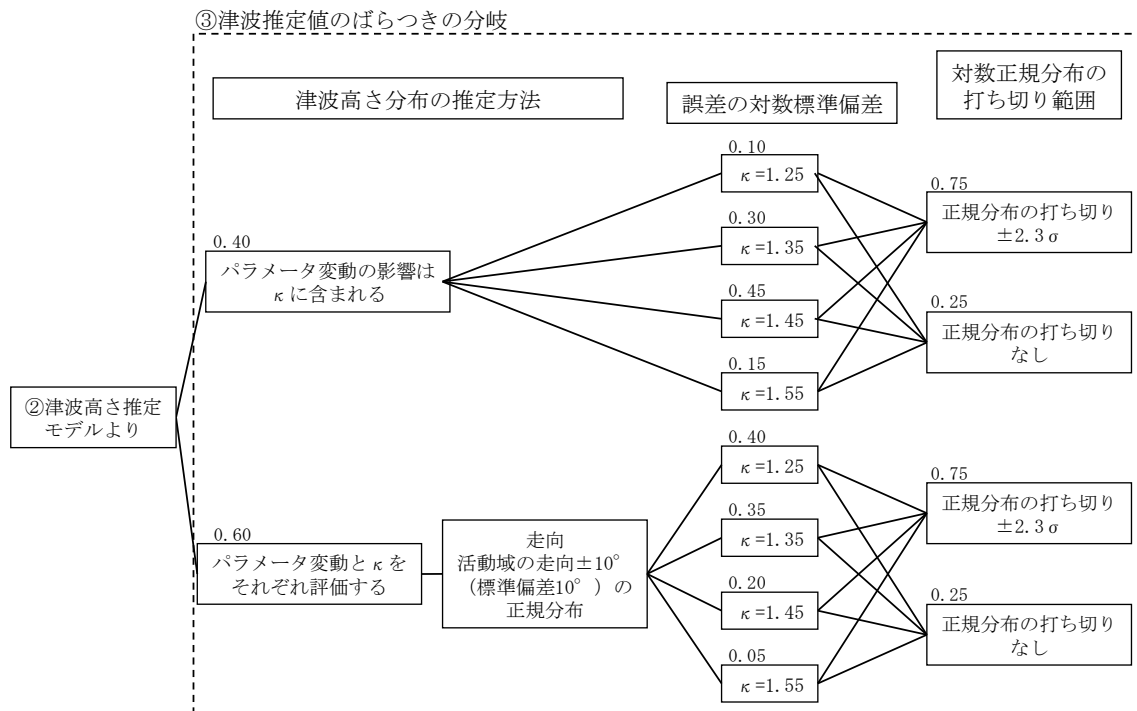 ③津波推定値のばらつきの分岐
津波高さ分布の推定方法
誤差の対数標準偏差
対数正規分布の
打ち切り範囲
②津波高さ推定
モデルより
0.40
パラメータ変動の影響は
κに含まれる
0.10
κ=1.25
0.30
κ=1.35
0.45
κ=1.45
0.15
κ=1.55
0.75
正規分布の打ち切り
±2.3σ
0.25
正規分布の打ち切り
なし
0.60
パラメータ変動とκを
それぞれ評価する
走向
活動域の走向±10°
（標準偏差10°）の
正規分布
0.40
κ=1.25
0.35
κ=1.35
0.20
κ=1.45
0.05
κ=1.55
0.75
正規分布の打ち切り
±2.3σ
0.25
正規分布の打ち切り
なし